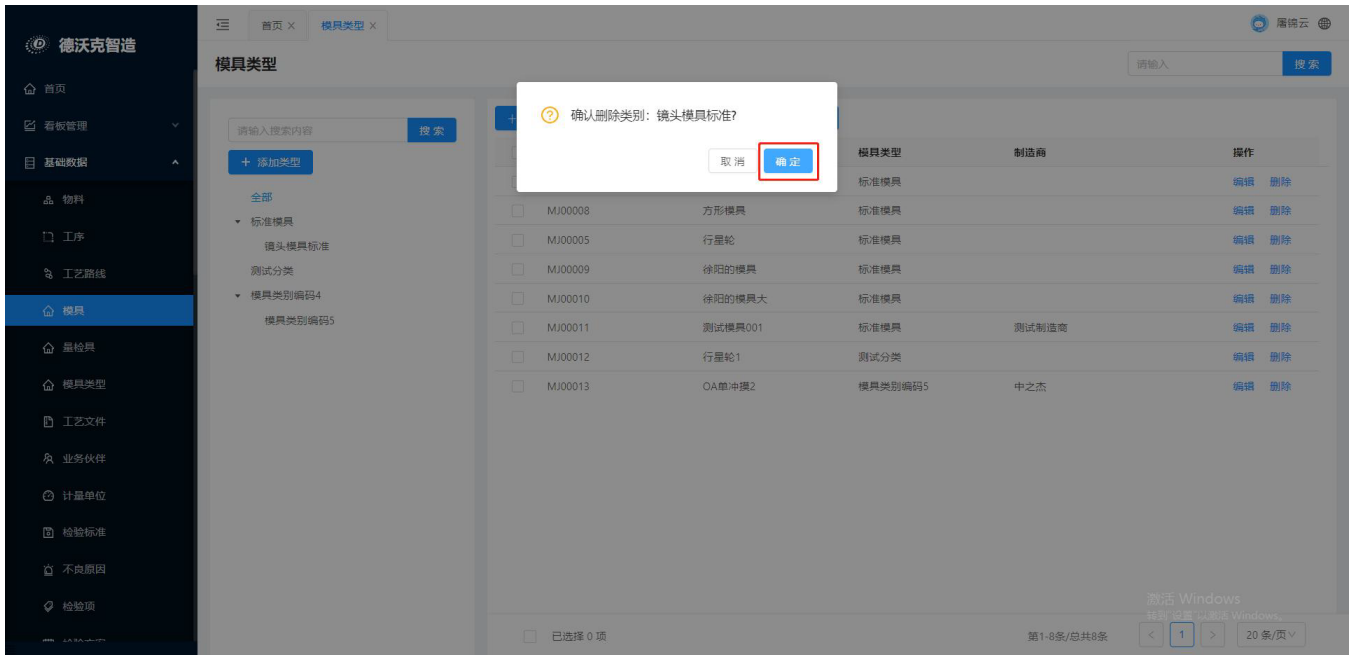 德沃克智造
首页
看板管理
基础数据
物料
工序
工艺路线
模具
量检具
模具类型
工艺文件
业务伙伴
计量单位
检验标准
不良原因
检验项
首页 ×
模具类型 ×
屠锦云
模具类型
请输入
搜索
请输入搜索内容
搜索
+ 添加类型
全部
标准模具
镜头模具标准
测试分类
模具类别编码4
模具类别编码5
确认删除类别：镜头模具标准?
取消
确定
模具类型 制造商 操作
标准模具 编辑 删除
MJ00008 方形模具 标准模具 编辑 删除
MJ00005 行星轮 标准模具 编辑 删除
MJ00009 徐阳的模具 标准模具 编辑 删除
MJ00010 徐阳的模具大 标准模具 编辑 删除
MJ00011 测试模具001 标准模具 测试制造商 编辑 删除
MJ00012 行星轮1 测试分类 编辑 删除
MJ00013 OA单冲摸2 模具类别编码5 中之杰 编辑 删除
激活 Windows
转到"设置"以激活 Windows。
已选择 0 项
第1-8条/总共8条
< 1 >
20 条/页